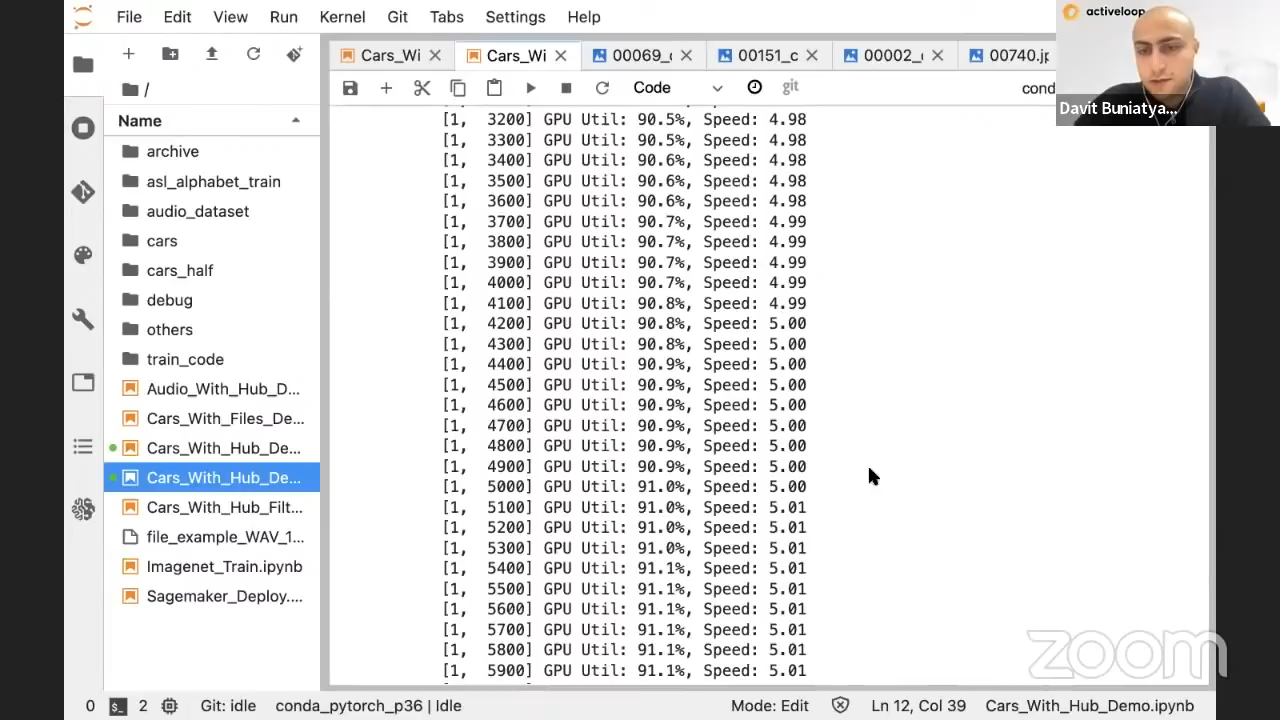 File Edit View Run Kernel Git Tabs Settings Help
activeloop
Davit Buniatya...
/
Name
archive
asl_alphabet_train
audio_dataset
cars
cars_half
debug
others
train_code
Audio_With_Hub_D...
Cars_With_Files_De...
Cars_With_Hub_De...
Cars_With_Hub_De...
Cars_With_Hub_Filt...
file_example_WAV_1...
Imagenet_Train.ipynb
Sagemaker_Deploy....
Cars_Wi Cars_Wi 00069_c 00151_c 00002_c 00740.jp
Code git cond
[1, 3200] GPU Util: 90.5%, Speed: 4.98
[1, 3300] GPU Util: 90.5%, Speed: 4.98
[1, 3400] GPU Util: 90.6%, Speed: 4.98
[1, 3500] GPU Util: 90.6%, Speed: 4.98
[1, 3600] GPU Util: 90.6%, Speed: 4.98
[1, 3700] GPU Util: 90.7%, Speed: 4.99
[1, 3800] GPU Util: 90.7%, Speed: 4.99
[1, 3900] GPU Util: 90.7%, Speed: 4.99
[1, 4000] GPU Util: 90.7%, Speed: 4.99
[1, 4100] GPU Util: 90.8%, Speed: 4.99
[1, 4200] GPU Util: 90.8%, Speed: 5.00
[1, 4300] GPU Util: 90.8%, Speed: 5.00
[1, 4400] GPU Util: 90.9%, Speed: 5.00
[1, 4500] GPU Util: 90.9%, Speed: 5.00
[1, 4600] GPU Util: 90.9%, Speed: 5.00
[1, 4700] GPU Util: 90.9%, Speed: 5.00
[1, 4800] GPU Util: 90.9%, Speed: 5.00
[1, 4900] GPU Util: 90.9%, Speed: 5.00
[1, 5000] GPU Util: 91.0%, Speed: 5.00
[1, 5100] GPU Util: 91.0%, Speed: 5.01
[1, 5200] GPU Util: 91.0%, Speed: 5.01
[1, 5300] GPU Util: 91.0%, Speed: 5.01
[1, 5400] GPU Util: 91.1%, Speed: 5.01
[1, 5500] GPU Util: 91.1%, Speed: 5.01
[1, 5600] GPU Util: 91.1%, Speed: 5.01
[1, 5700] GPU Util: 91.1%, Speed: 5.01
[1, 5800] GPU Util: 91.1%, Speed: 5.01
[1, 5900] GPU Util: 91.1%, Speed: 5.01
zoom
0 2 Git: idle conda_pytorch_p36 | Idle Mode: Edit Ln 12, Col 39 Cars_With_Hub_Demo.ipynb